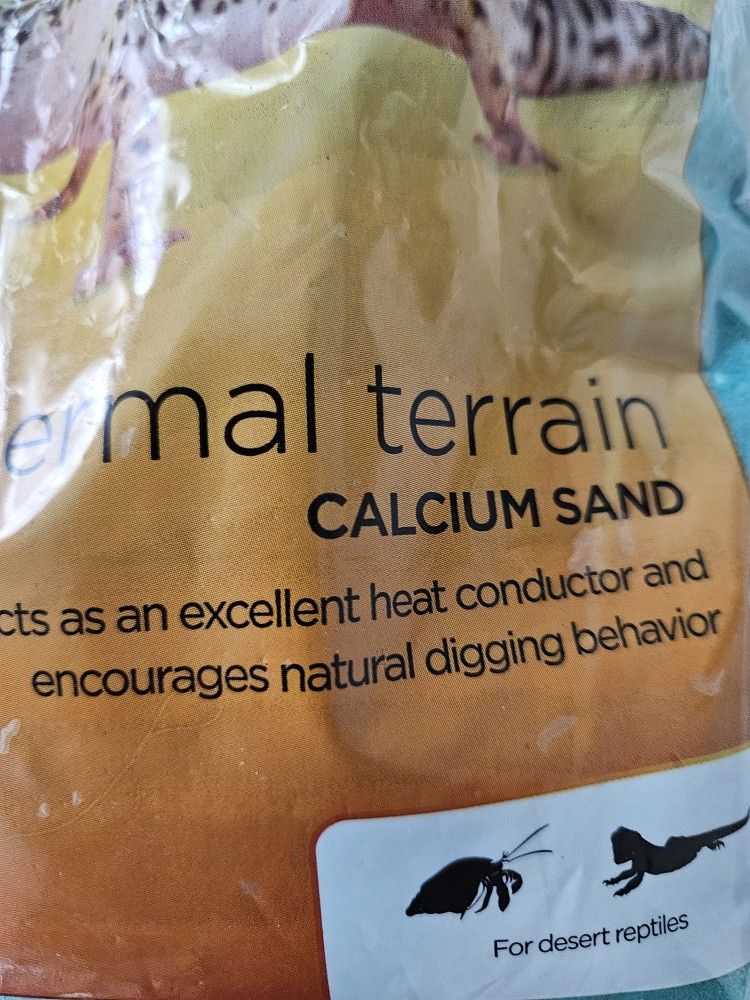 ermal terrain
CALCIUM SAND
cts as an excellent heat conductor and
encourages natural digging behavior
For desert reptiles